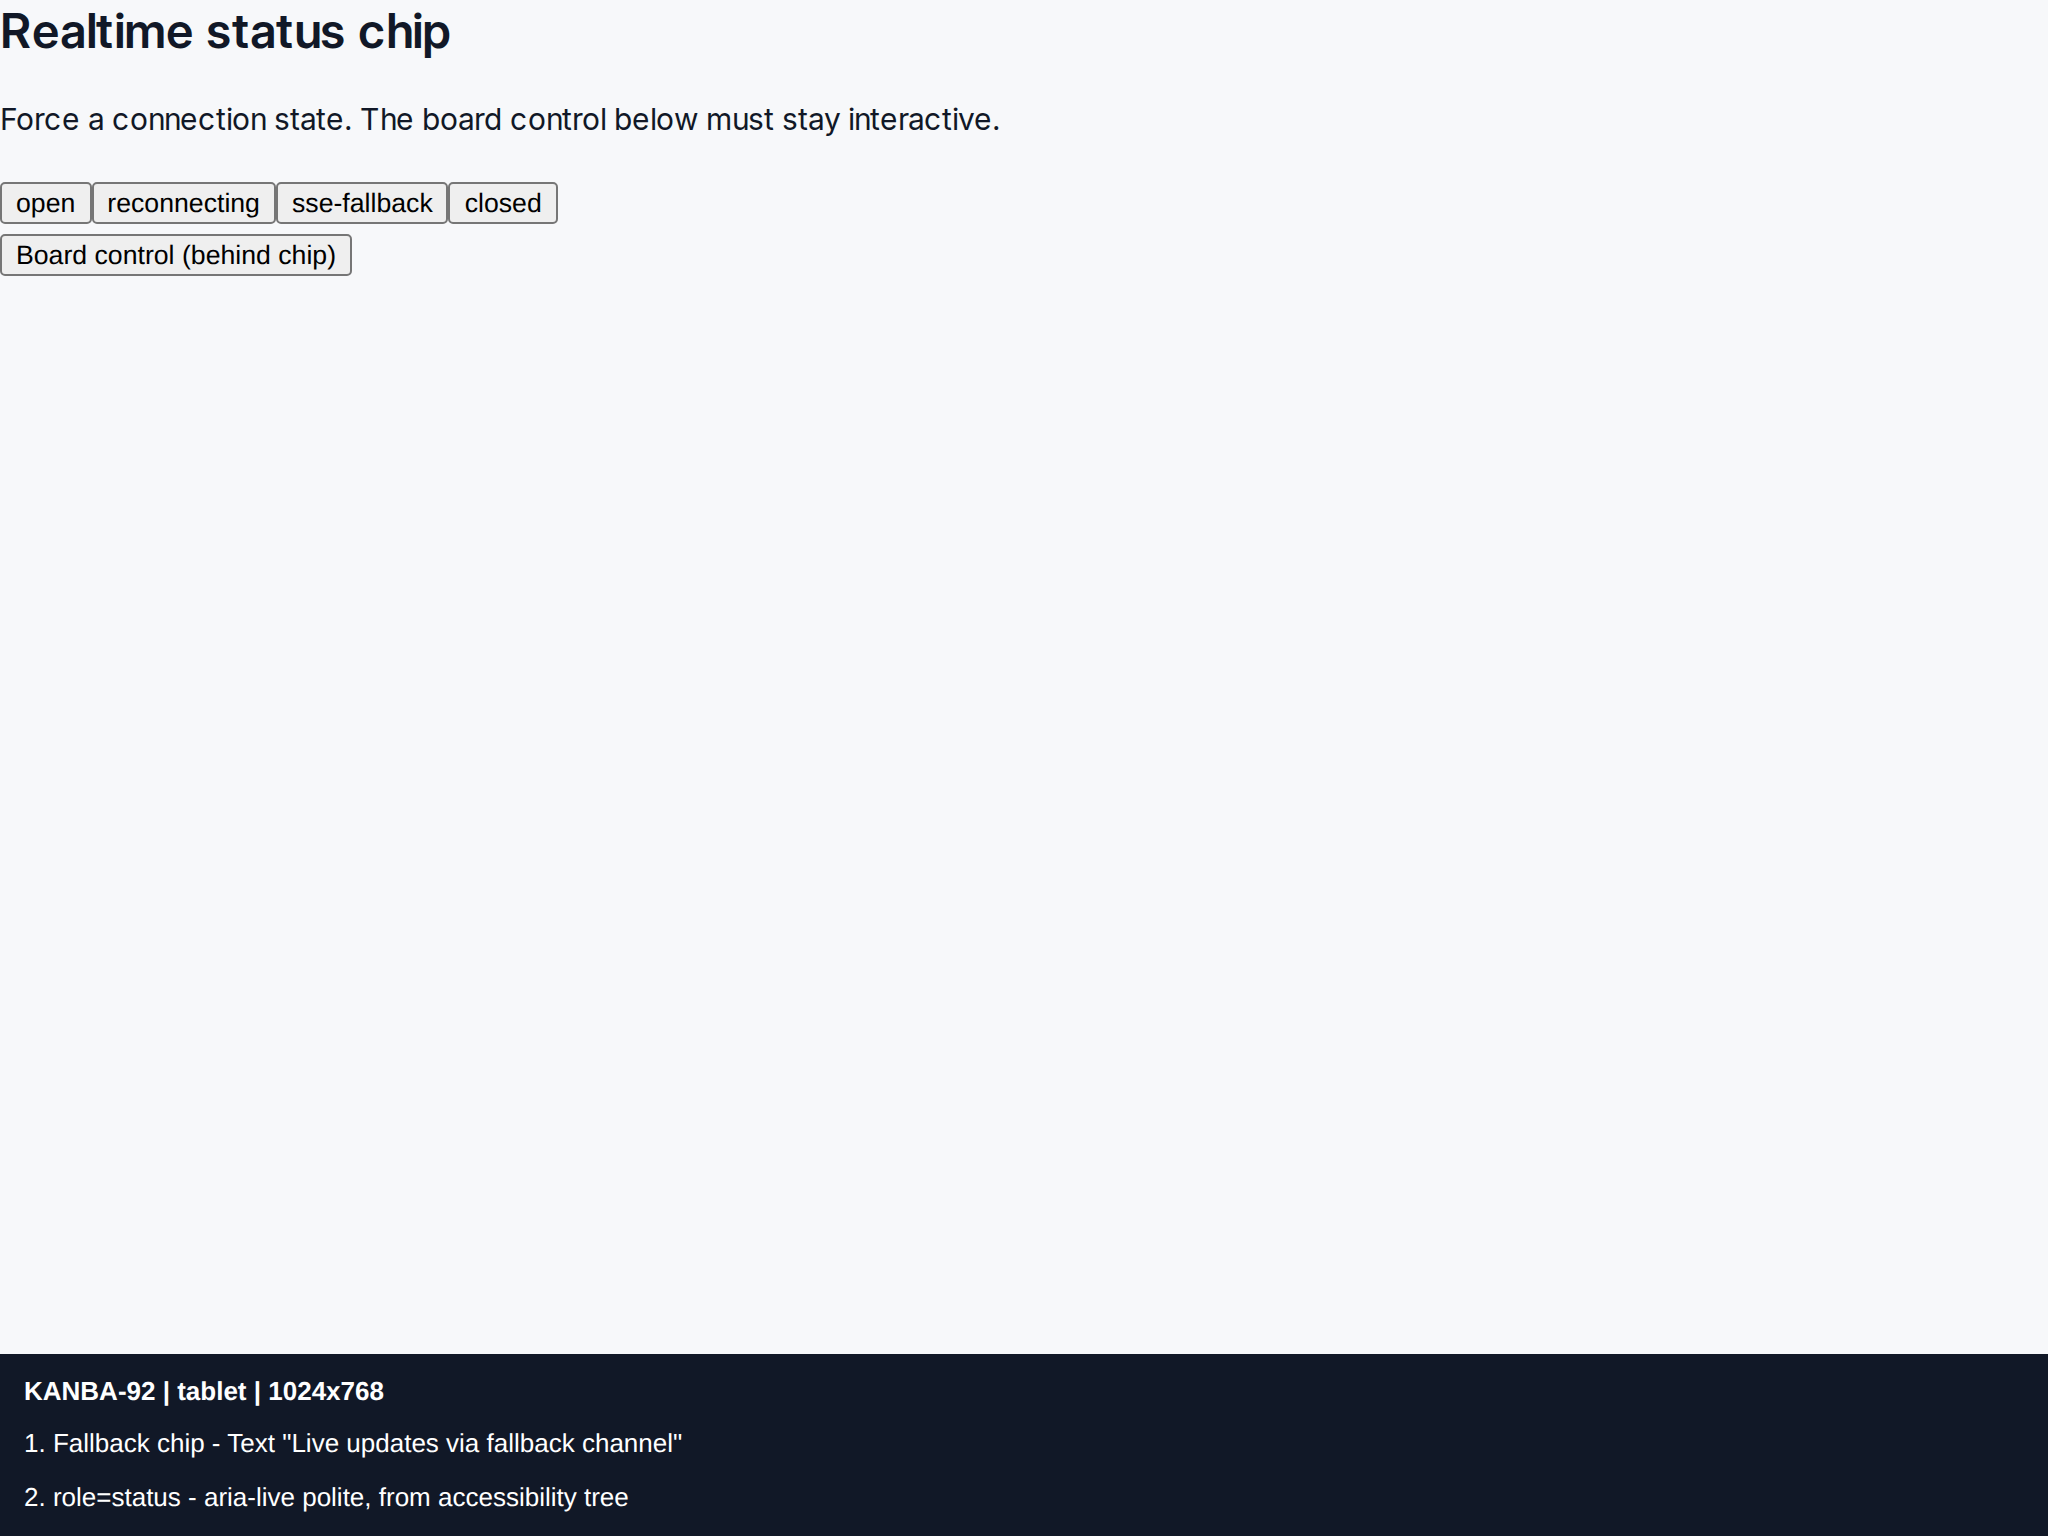 Realtime status chip
Force a connection state. The board control below must stay interactive.
open reconnecting sse-fallback closed
Board control (behind chip)
KANBA-92 | tablet | 1024x768
1. Fallback chip - Text "Live updates via fallback channel"
2. role=status - aria-live polite, from accessibility tree